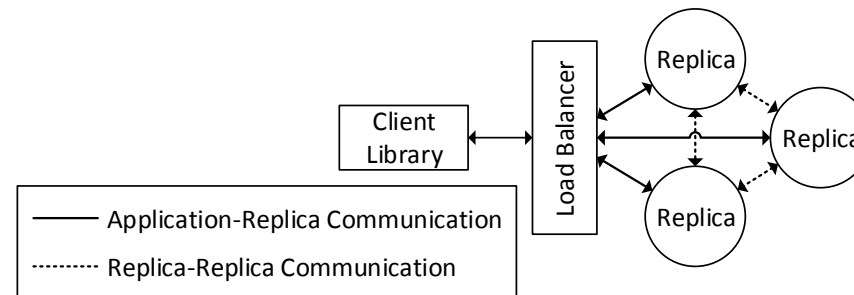 Replica
Client
Library
Load Balancer
Replica
Replica
Application-Replica Communication
Replica-Replica Communication